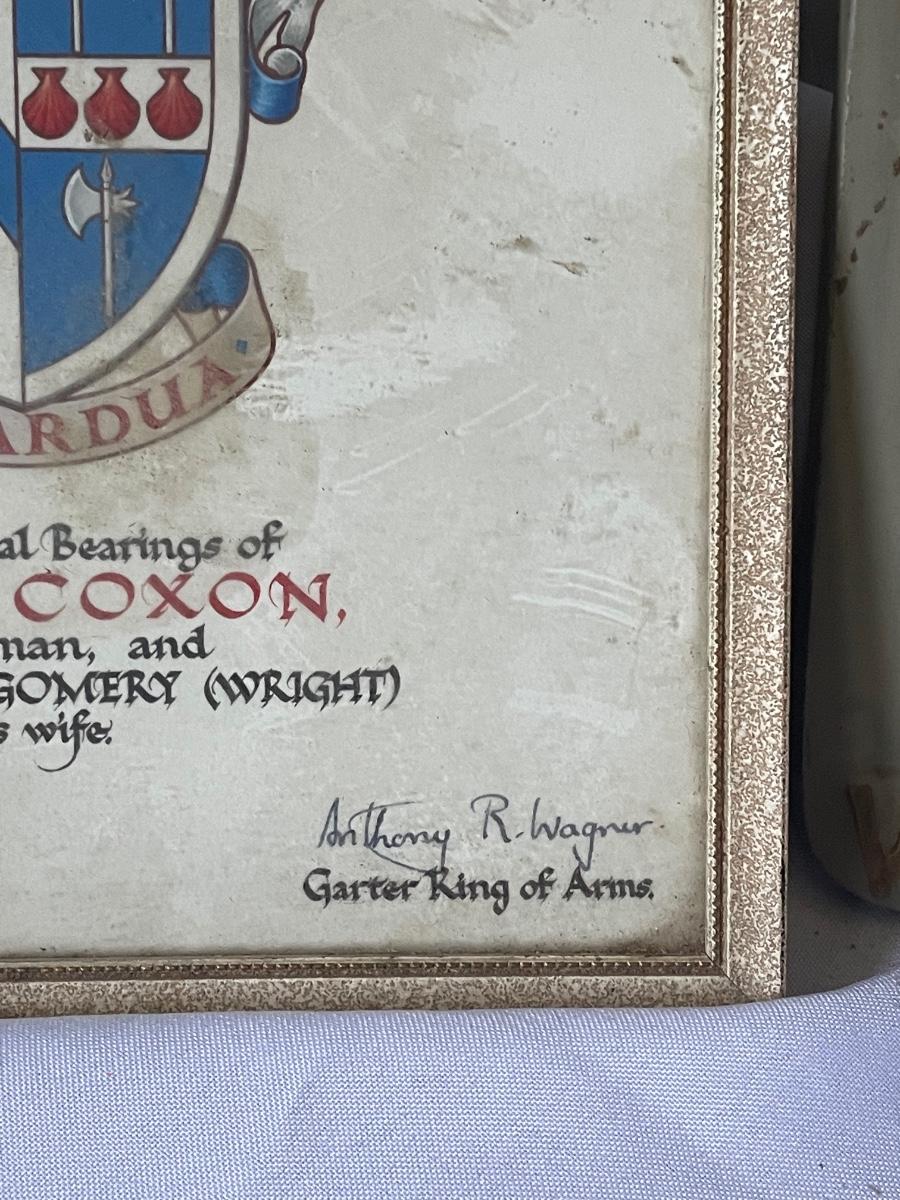 ARDUA
al Bearings of
COXON,
man, and
GOMERY (WRIGHT)
s wife.
Anthony R. Wagner.
Garter King of Arms.